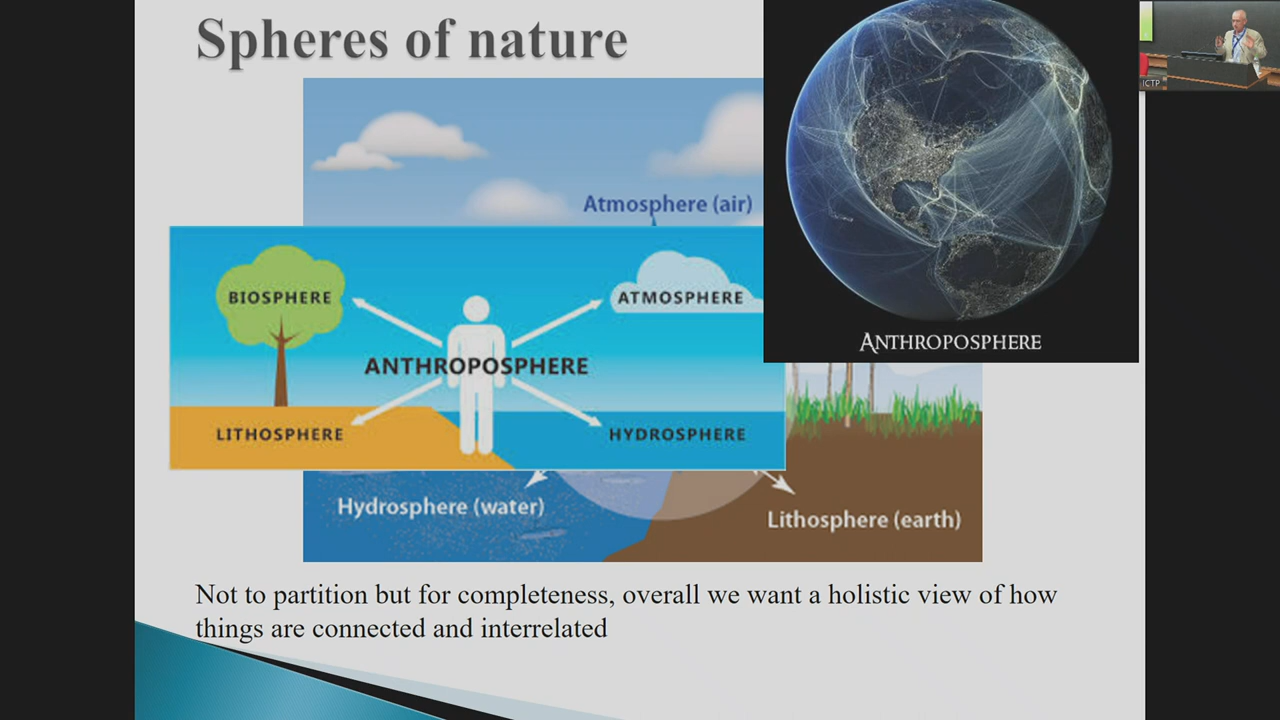 Spheres of nature
ICTP
Atmosphere (air)
BIOSPHERE
ATMOSPHERE
ANTHROPOSPHERE
ANTHROPOSPHERE
LITHOSPHERE
HYDROSPHERE
Hydrosphere (water)
Lithosphere (earth)
Not to partition but for completeness, overall we want a holistic view of how
things are connected and interrelated